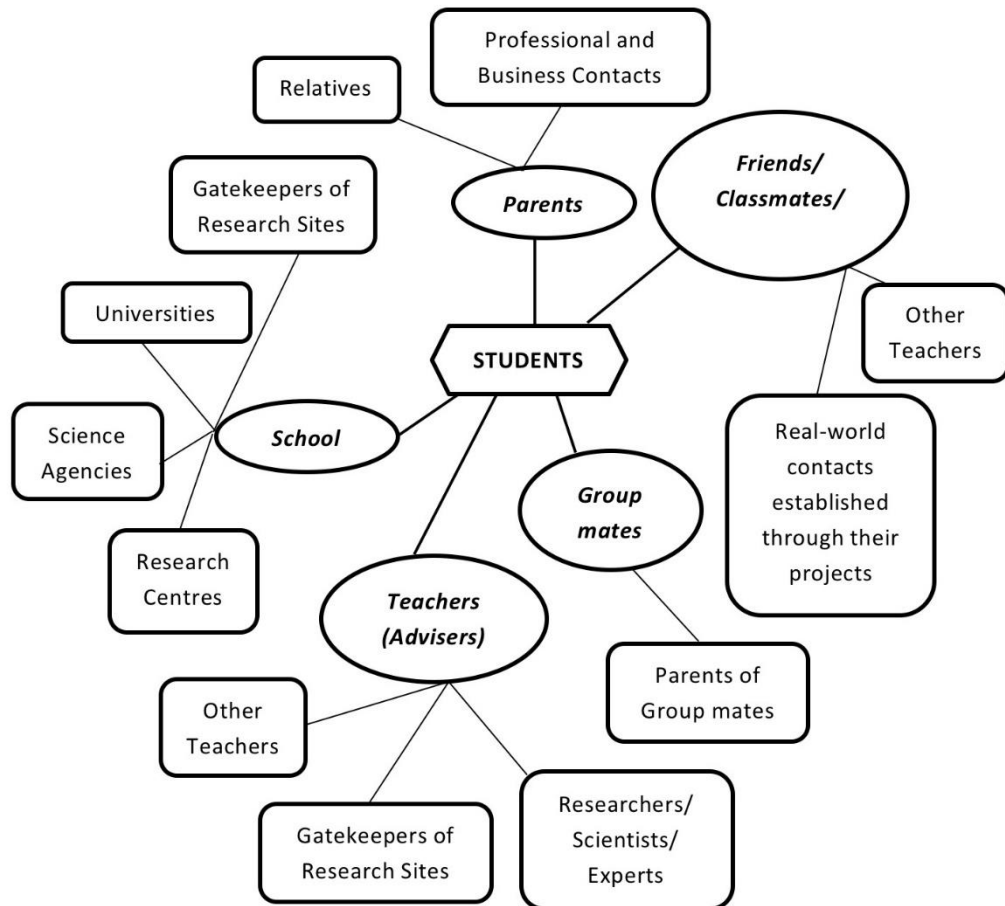 Professional and
Business Contacts
Relatives
Friends/
Classmates/
Gatekeepers of
Research Sites
Parents
Universities
Other
Teachers
STUDENTS
School
Science
Agencies
Real-world
contacts
established
through their
projects
Group
mates
Research
Centres
Teachers
(Advisers)
Parents of
Group mates
Other
Teachers
Gatekeepers of
Research Sites
Researchers/
Scientists/
Experts